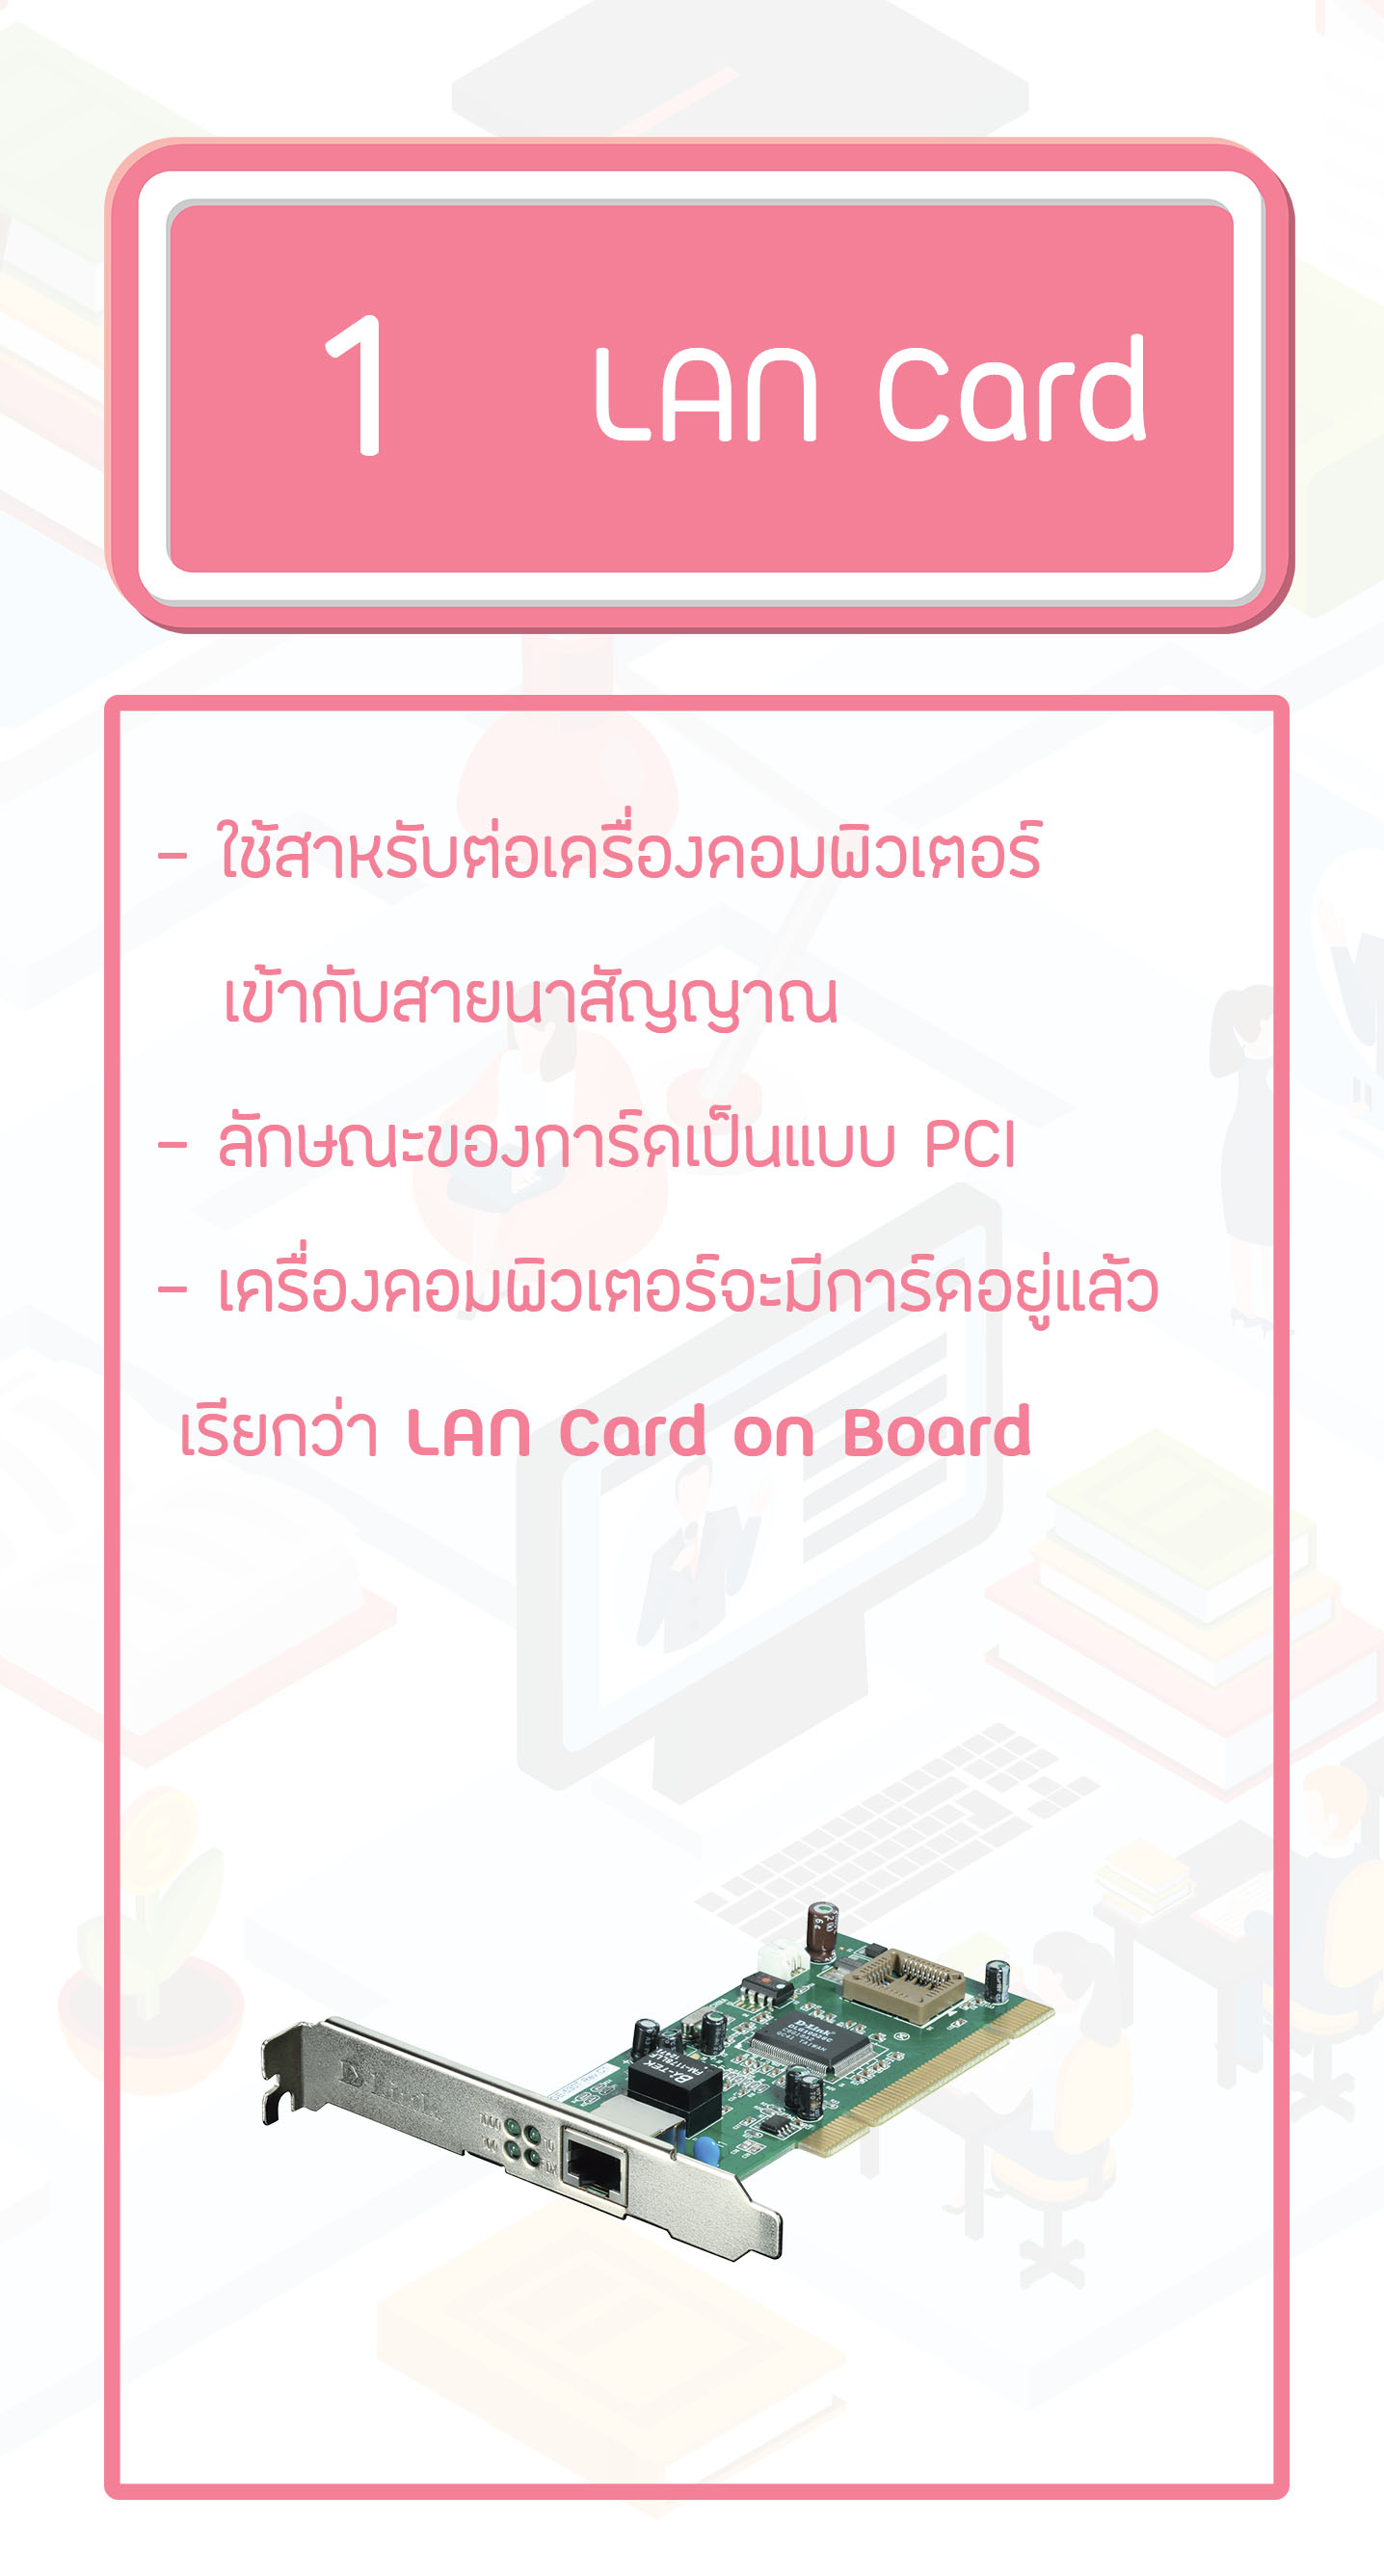 1 LAN Card
- ใช้สาหรับต่อเครื่องคอมพิวเตอร์
เข้ากับสายนาสัญญาณ
- ลักษณะของการ์ดเป็นแบบ PCI
- เครื่องคอมพิวเตอร์จะมีการ์ดอยู่แล้ว
เรียกว่า LAN Card on Board
D-Link
D-Link
Bi-TEK